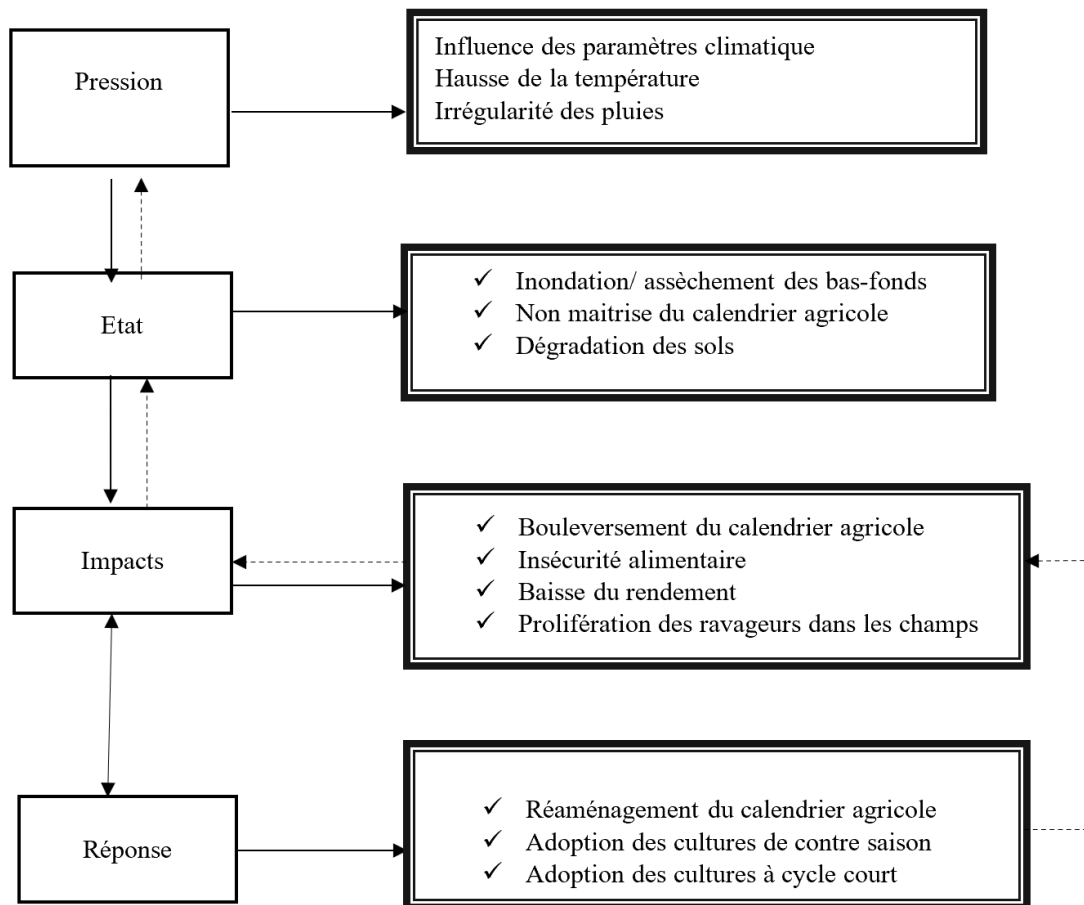 Pression
Influence des paramètres climatique
Hausse de la température
Irrégularité des pluies
Etat
✓ Inondation/ assèchement des bas-fonds
✓ Non maitrise du calendrier agricole
✓ Dégradation des sols
Impacts
✓ Bouleversement du calendrier agricole
✓ Insécurité alimentaire
✓ Baisse du rendement
✓ Prolifération des ravageurs dans les champs
Réponse
✓ Réaménagement du calendrier agricole
✓ Adoption des cultures de contre saison
✓ Adoption des cultures à cycle court